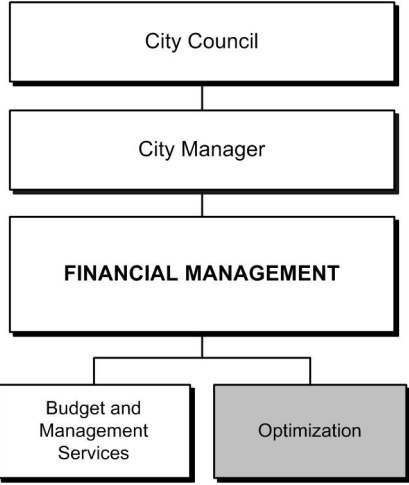 City Council
City Manager
FINANCIAL MANAGEMENT
Budget and
Management
Services
Optimization